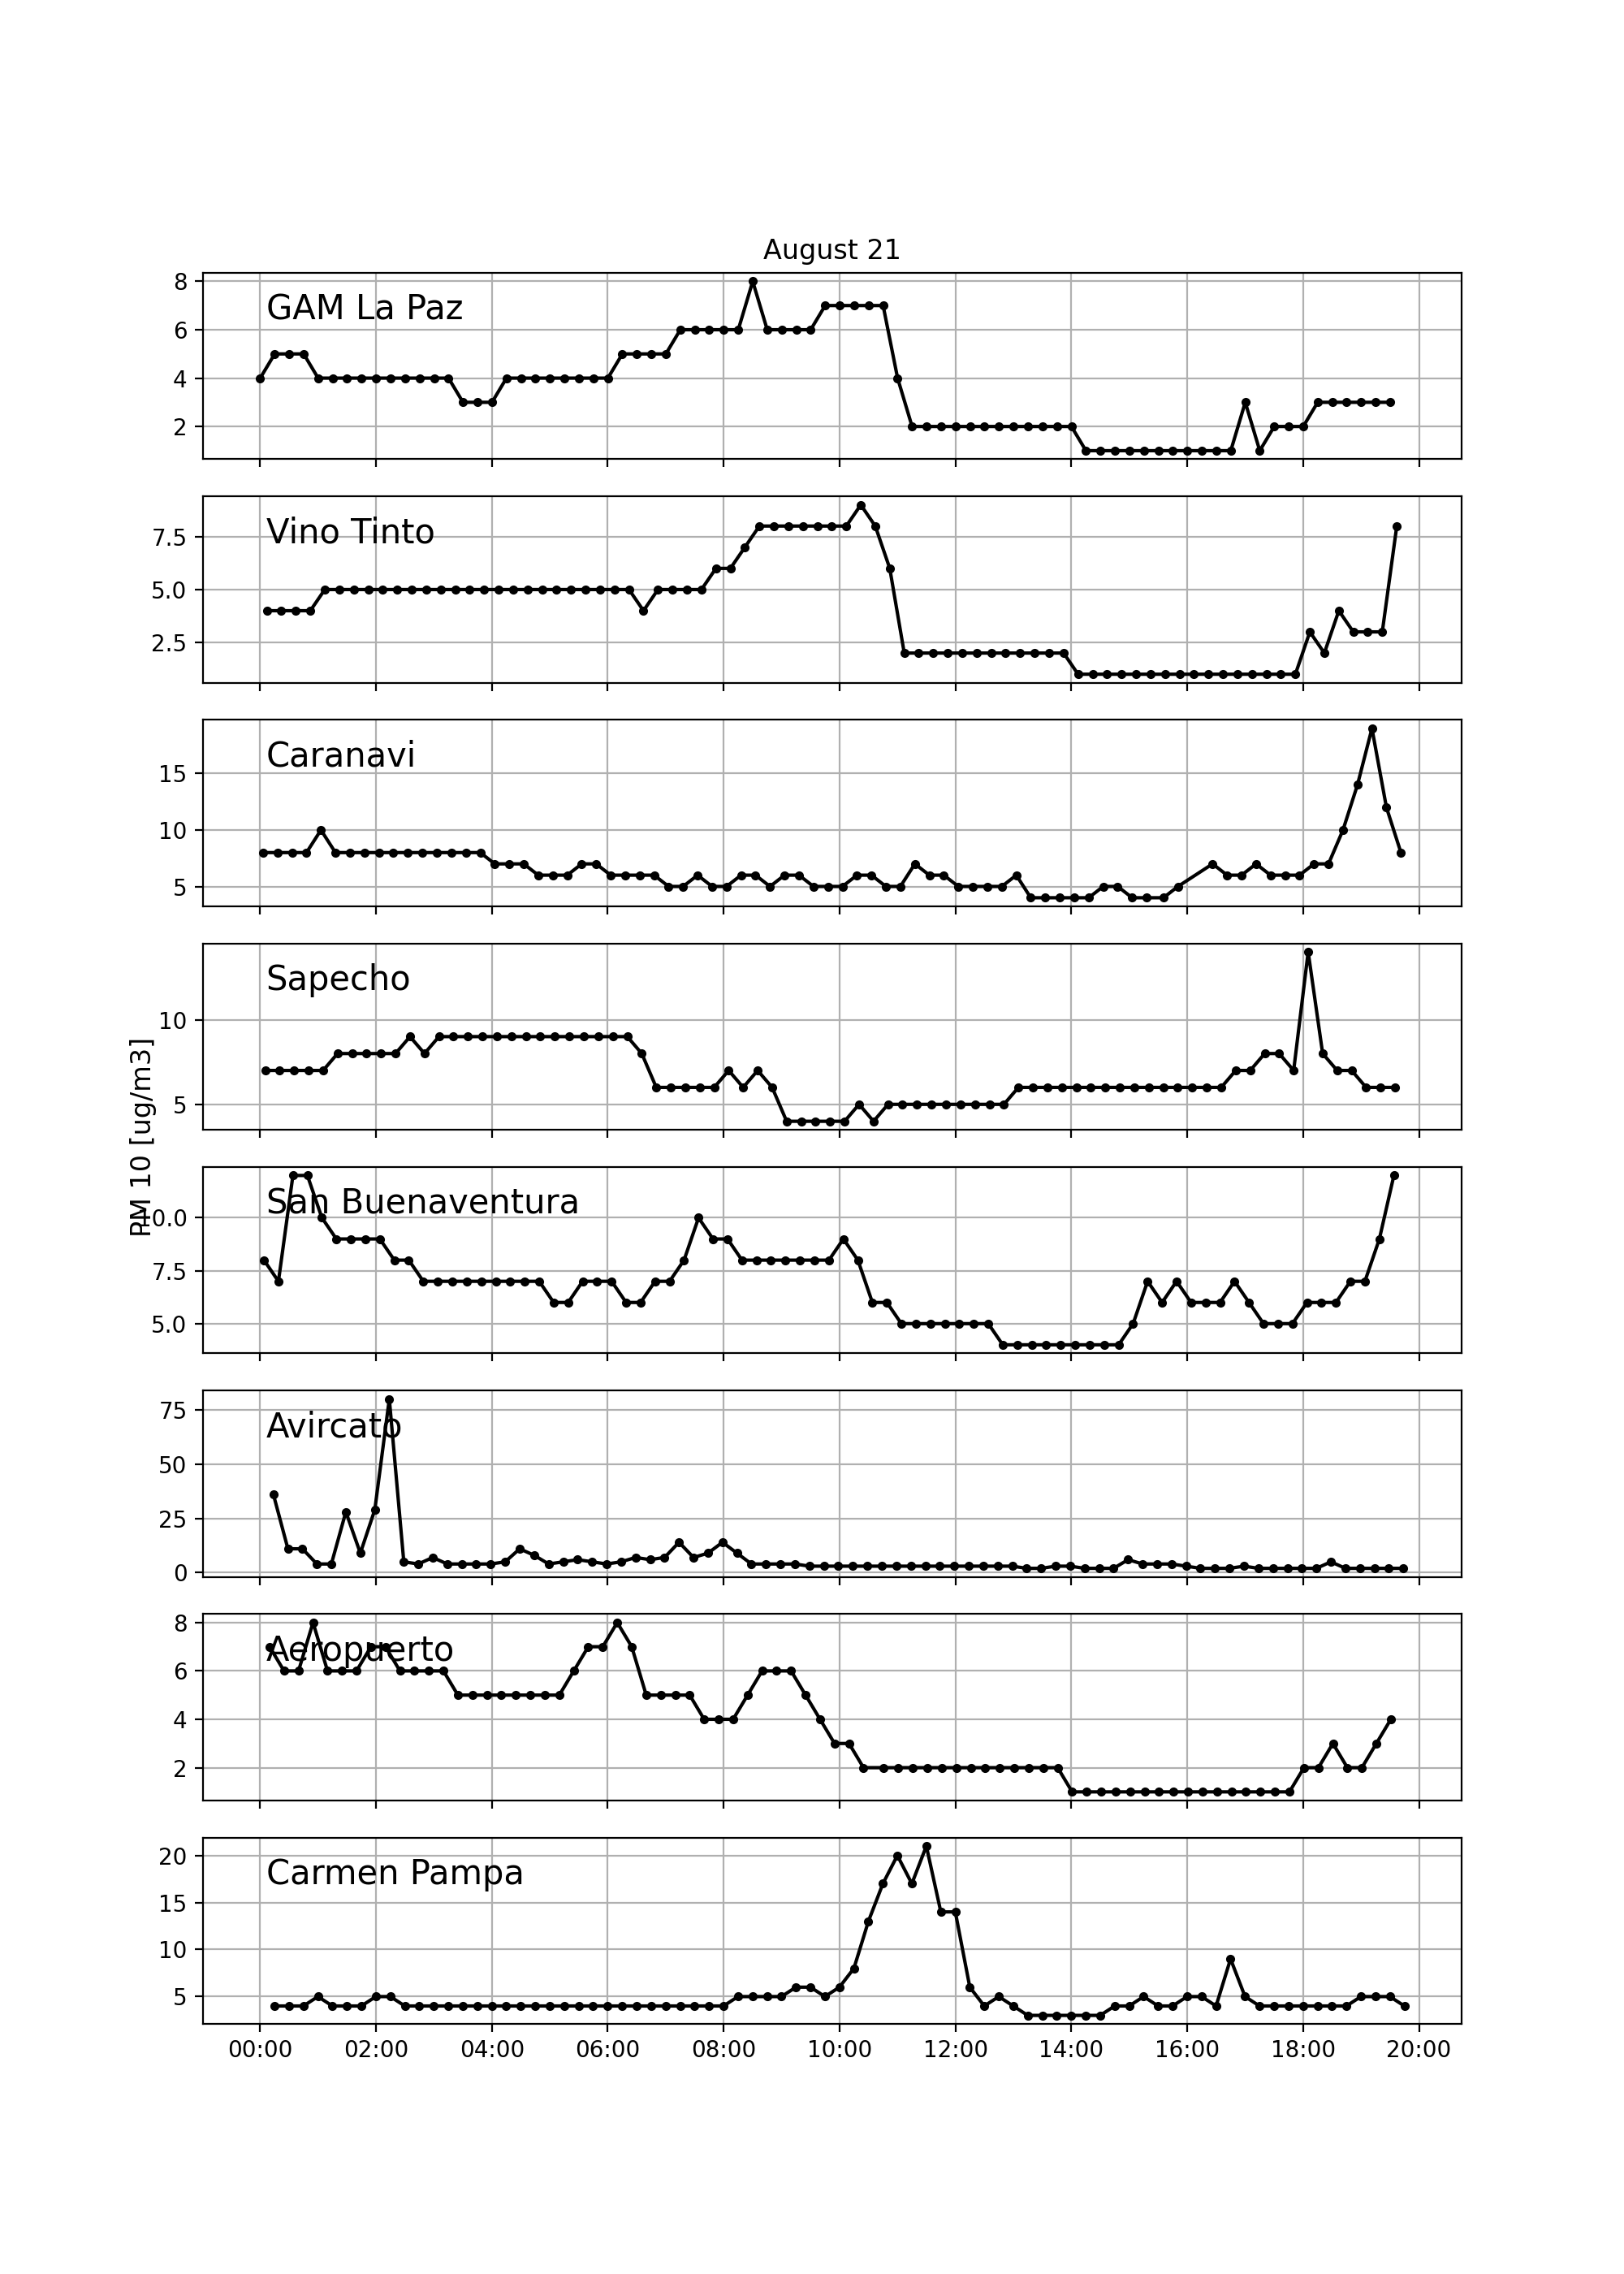 August 21
8
GAM La Paz
6
4
2
Vino Tinto
7.5
5.0
2.5
Caranavi
15
10
5
Sapecho
10
5
PM 10 [ug/m3]
San Buenaventura
10.0
7.5
5.0
75
Avircato
50
25
0
8
Aeropuerto
6
4
2
20
Carmen Pampa
15
10
5
00:00 02:00 04:00 06:00 08:00 10:00 12:00 14:00 16:00 18:00 20:00